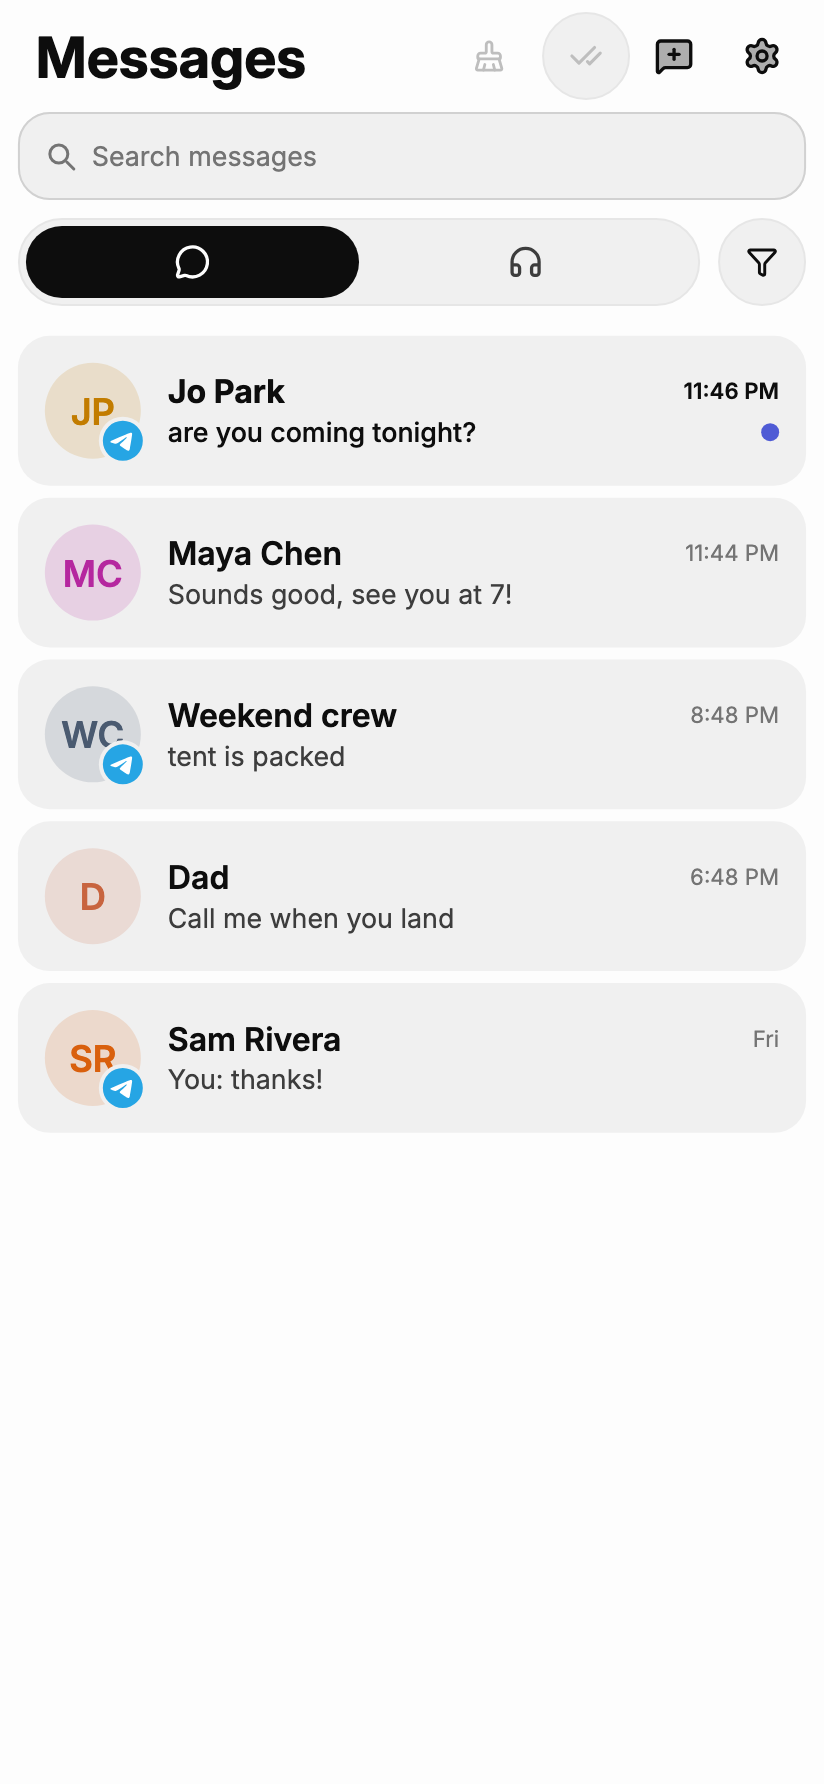 Messages
Search messages
JP
Jo Park
11:46 PM
are you coming tonight?
MC
Maya Chen
11:44 PM
Sounds good, see you at 7!
WC
Weekend crew
8:48 PM
tent is packed
D
Dad
6:48 PM
Call me when you land
SR
Sam Rivera
Fri
You: thanks!